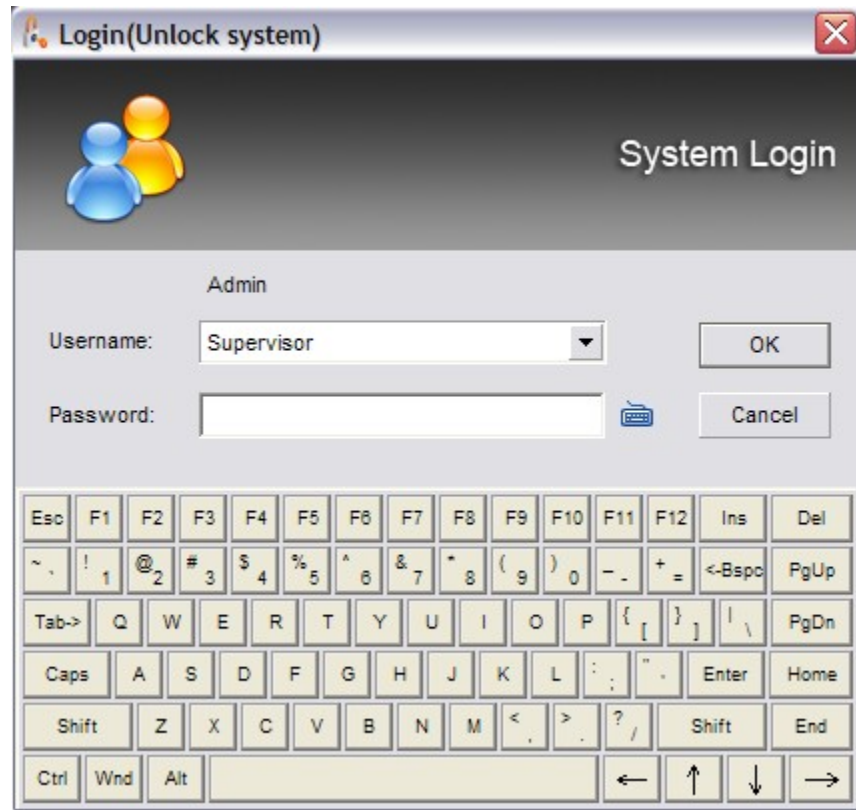 Login(Unlock system)
System Login
Admin
Username: Supervisor OK
Password: Cancel
Esc F1 F2 F3 F4 F5 F6 F7 F8 F9 F10 F11 F12 Ins Del
~ ` ! 1 @ 2 # 3 $ 4 % 5 ^ 6 & 7 * 8 ( 9 ) 0 _ - + = <-Bspc PgUp
Tab-> Q W E R T Y U I O P { [ } ] | \ PgDn
Caps A S D F G H J K L : ; " ' Enter Home
Shift Z X C V B N M < , > . ? / Shift End
Ctrl Wnd Alt ← ↑ ↓ →